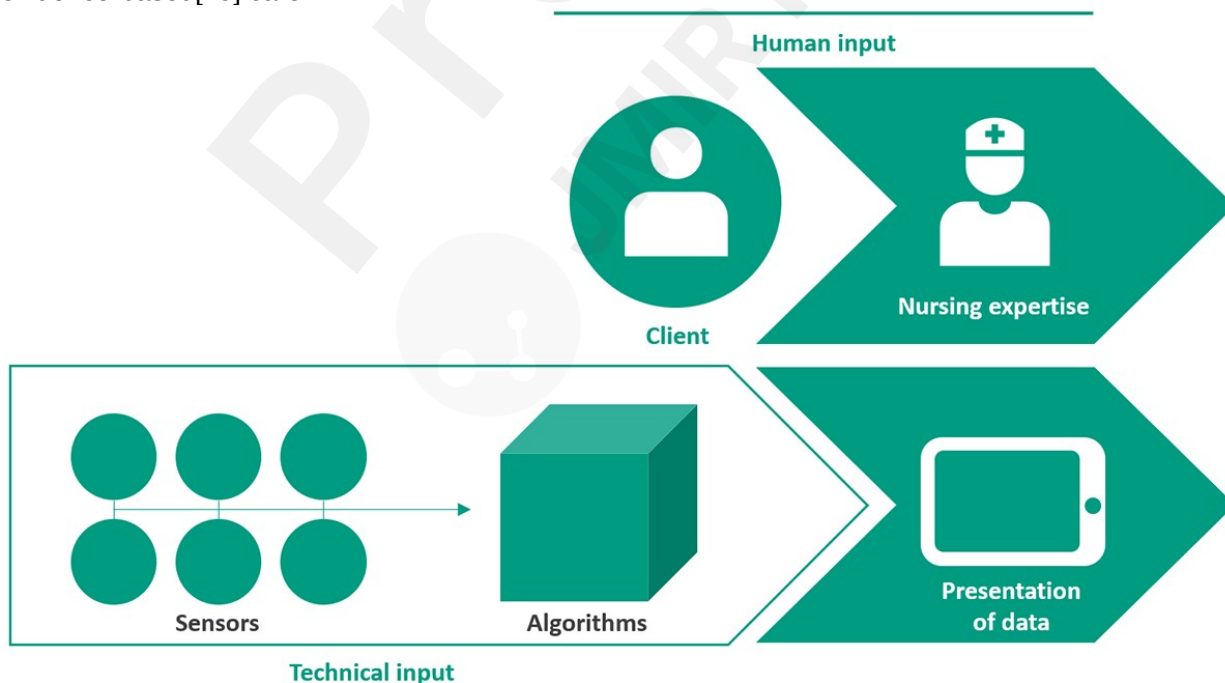 Human input
Client
Nursing expertise
Sensors
Algorithms
Presentation
of data
Technical input